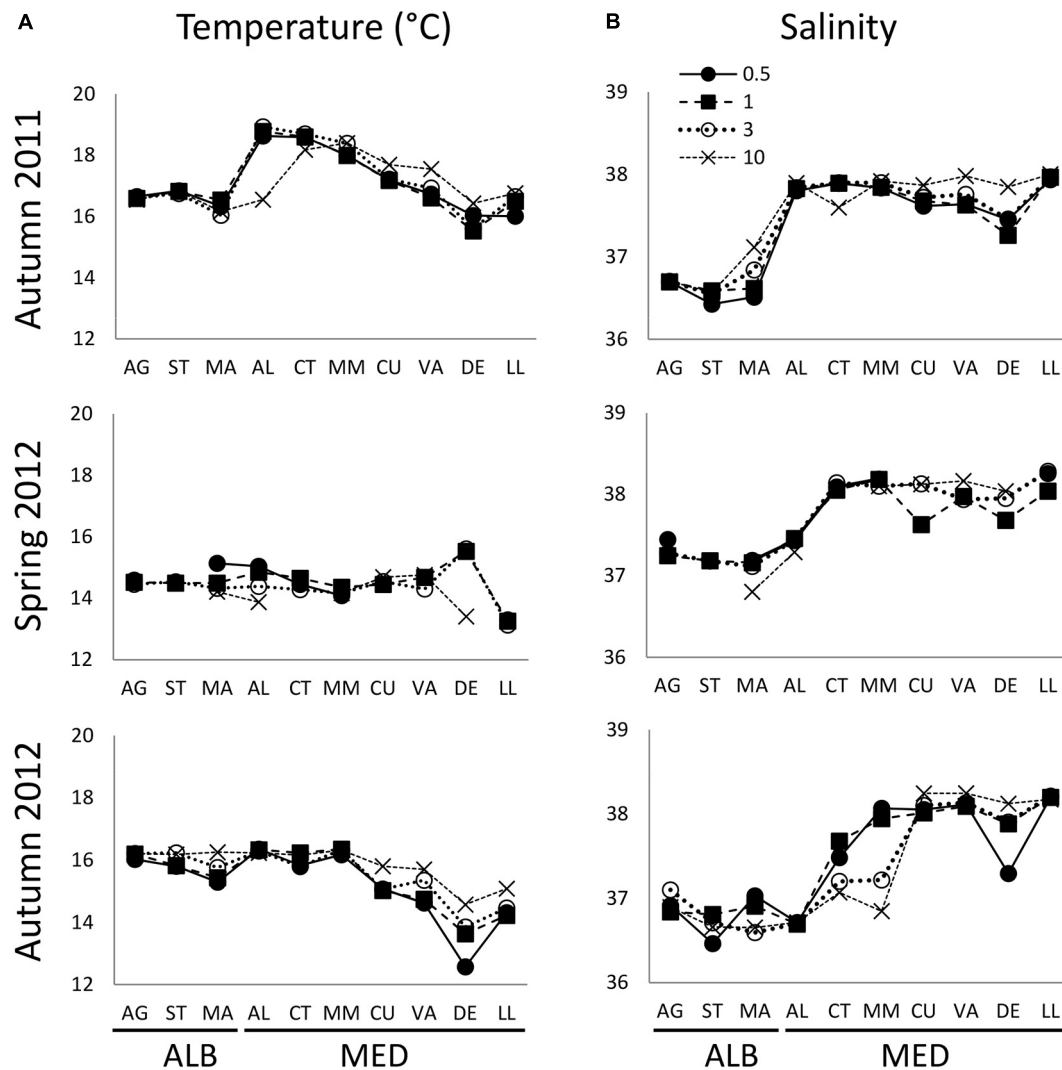 A Temperature (°C)
B Salinity
0.5
1
3
10
Autumn 2011
20
18
16
14
12
AG ST MA AL CT MM CU VA DE LL
39
38
37
36
AG ST MA AL CT MM CU VA DE LL
Spring 2012
20
18
16
14
12
AG ST MA AL CT MM CU VA DE LL
39
38
37
36
AG ST MA AL CT MM CU VA DE LL
Autumn 2012
20
18
16
14
12
AG ST MA AL CT MM CU VA DE LL
ALB MED
39
38
37
36
AG ST MA AL CT MM CU VA DE LL
ALB MED